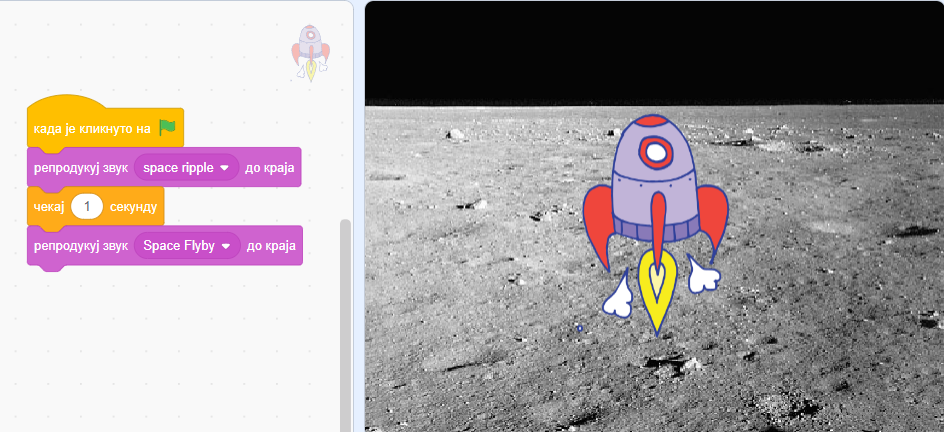 када је кликнуто на
репродукуј звук space ripple до краја
чекај 1 секунду
репродукуј звук Space Flyby до краја